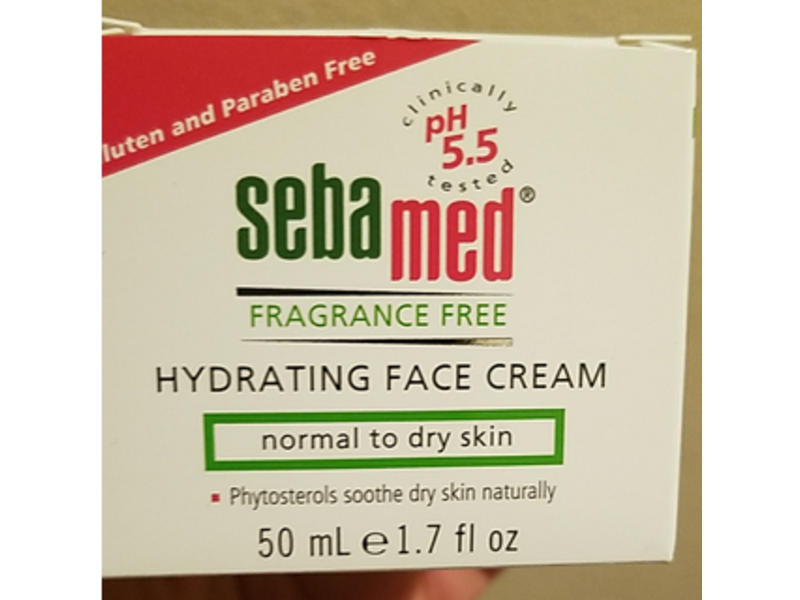 and Paraben Free
clinically
pH
5.5
tested
sebamed®
FRAGRANCE FREE
HYDRATING FACE CREAM
normal to dry skin
Phytosterols soothe dry skin naturally
50 mL ℮ 1.7 fl oz